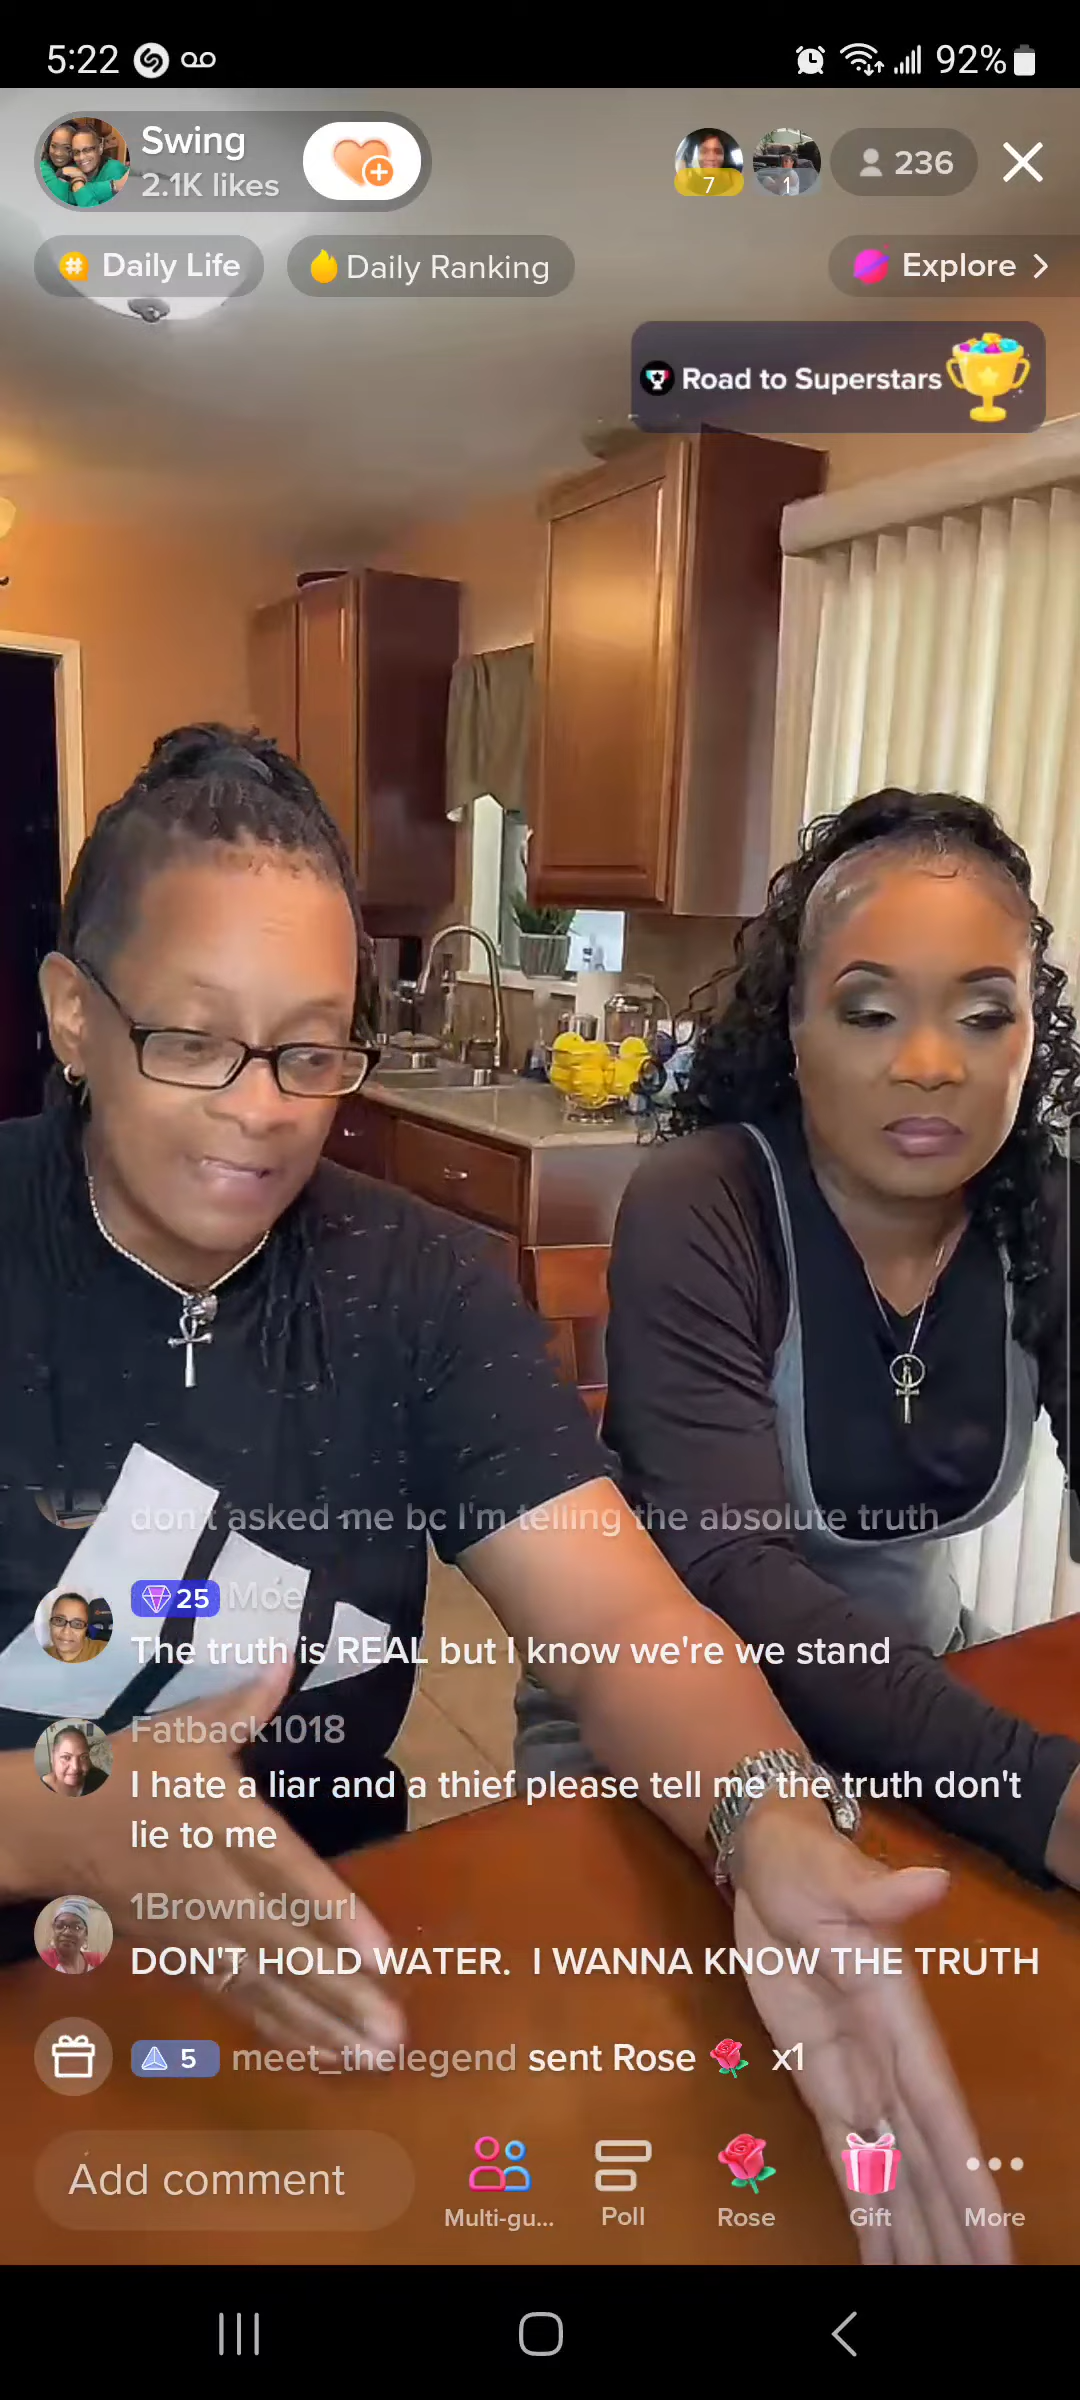 5:22
92%
Swing
2.1K likes
7
1
236
Daily Life
Daily Ranking
Explore
Road to Superstars
don't asked me bc I'm telling the absolute truth
25 Moe
The truth is REAL but I know we're we stand
Fatback1018
I hate a liar and a thief please tell me the truth don't
lie to me
1Brownidgurl
DON'T HOLD WATER. I WANNA KNOW THE TRUTH
5 meet_thelegend sent Rose x1
Add comment
Multi-gu...
Poll
Rose
Gift
More